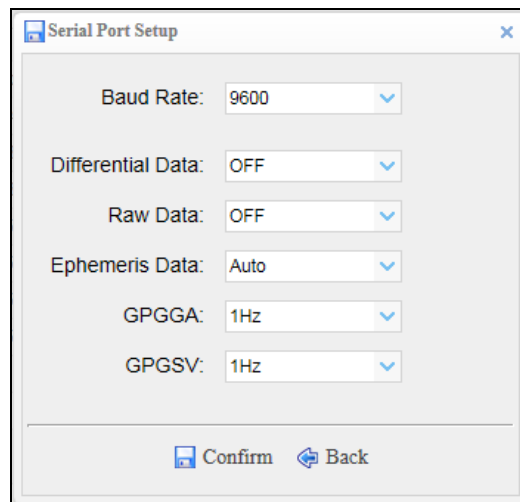 Serial Port Setup
Baud Rate: 9600
Differential Data: OFF
Raw Data: OFF
Ephemeris Data: Auto
GPGGA: 1Hz
GPGSV: 1Hz
Confirm Back